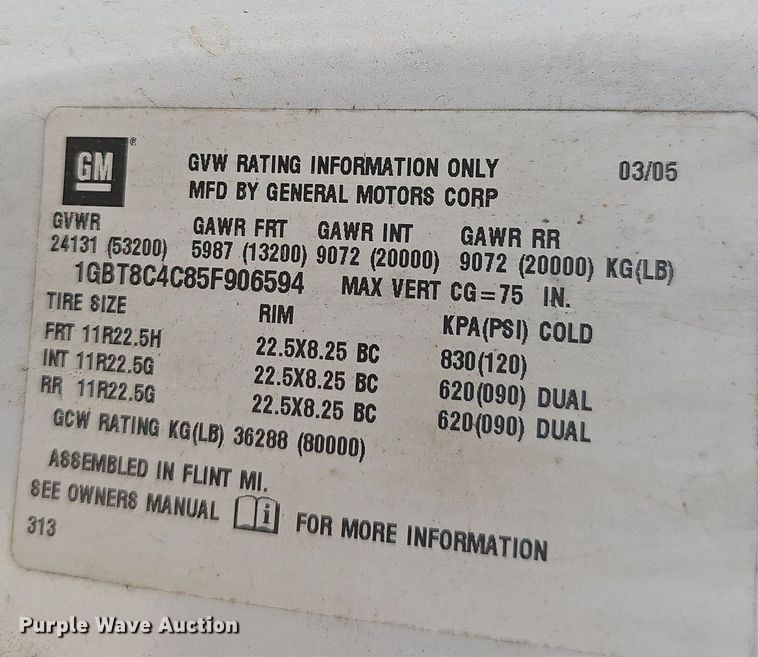 GM®
GVW RATING INFORMATION ONLY 03/05
MFD BY GENERAL MOTORS CORP
GVWR GAWR FRT GAWR INT GAWR RR
24131 (53200) 5987 (13200) 9072 (20000) 9072 (20000) KG(LB)
1GBT8C4C85F906594 MAX VERT CG=75 IN.
TIRE SIZE RIM KPA(PSI) COLD
FRT 11R22.5H 22.5X8.25 BC 830(120)
INT 11R22.5G 22.5X8.25 BC 620(090) DUAL
RR 11R22.5G 22.5X8.25 BC 620(090) DUAL
GCW RATING KG(LB) 36288 (80000)
ASSEMBLED IN FLINT MI.
SEE OWNERS MANUAL i FOR MORE INFORMATION
313
Purple Wave Auction